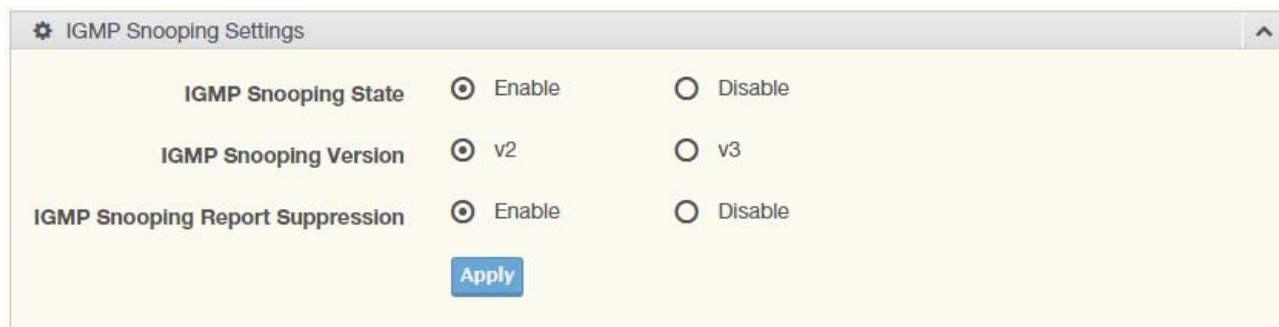 IGMP Snooping Settings
IGMP Snooping State Enable Disable
IGMP Snooping Version v2 v3
IGMP Snooping Report Suppression Enable Disable
Apply